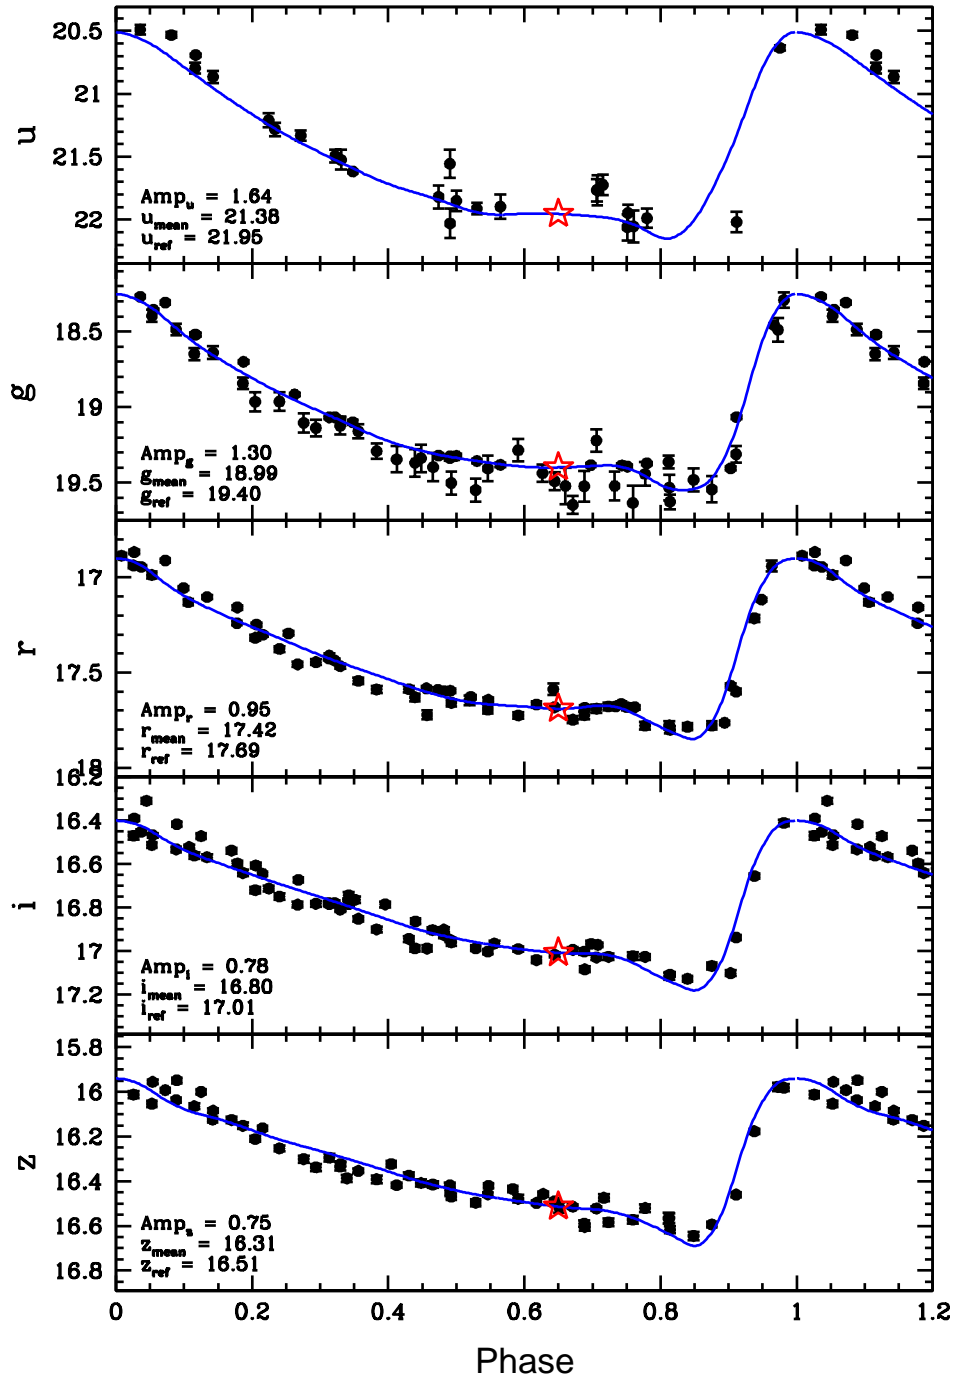 20.5
21
21.5
22
u
Amp_u = 1.64
u_mean = 21.38
u_ref = 21.95
18.5
19
19.5
g
Amp_g = 1.30
g_mean = 18.99
g_ref = 19.40
17
17.5
18
r
Amp_r = 0.95
r_mean = 17.42
r_ref = 17.69
16.2
16.4
16.6
16.8
17
17.2
i
Amp_i = 0.78
i_mean = 16.80
i_ref = 17.01
15.8
16
16.2
16.4
16.6
16.8
z
Amp_z = 0.75
z_mean = 16.31
z_ref = 16.51
0 0.2 0.4 0.6 0.8 1 1.2
Phase